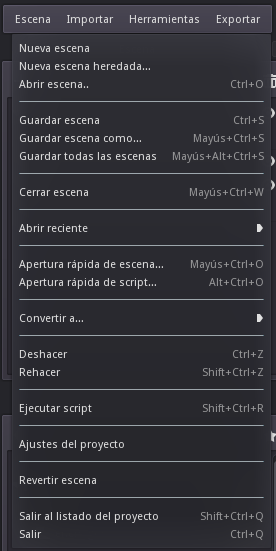 Escena Importar Herramientas Exportar
Nueva escena
Nueva escena heredada...
Abrir escena.. Ctrl+O
Guardar escena Ctrl+S
Guardar escena como... Mayús+Ctrl+S
Guardar todas las escenas Mayús+Alt+Ctrl+S
Cerrar escena Mayús+Ctrl+W
Abrir reciente
Apertura rápida de escena... Mayús+Ctrl+O
Apertura rápida de script... Alt+Ctrl+O
Convertir a...
Deshacer Ctrl+Z
Rehacer Shift+Ctrl+Z
Ejecutar script Shift+Ctrl+R
Ajustes del proyecto
Revertir escena
Salir al listado del proyecto Shift+Ctrl+Q
Salir Ctrl+Q